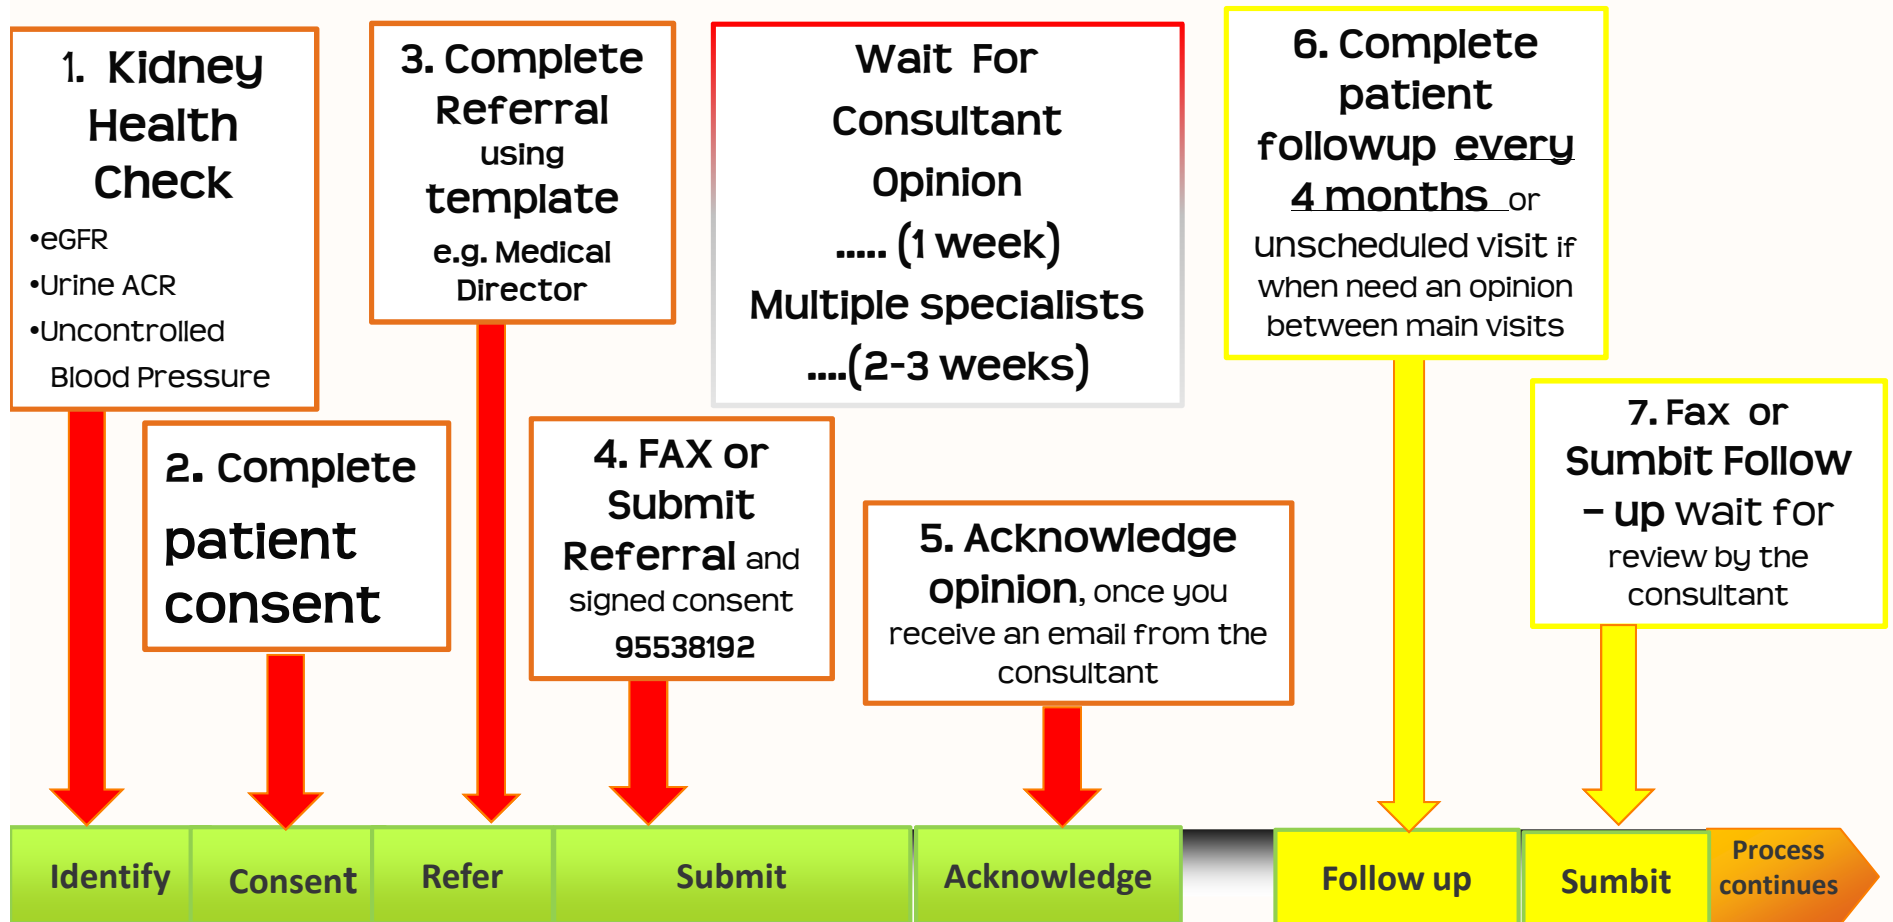 1. Kidney
Health
Check
•eGFR
•Urine ACR
•Uncontrolled
Blood Pressure
2. Complete
patient
consent
3. Complete
Referral
using
template
e.g. Medical
Director
4. FAX or
Submit
Referral and
signed consent
95538192
Wait For
Consultant
Opinion
..... (1 week)
Multiple specialists
....(2-3 weeks)
5. Acknowledge
opinion, once you
receive an email from the
consultant
6. Complete
patient
followup every
4 months or
unscheduled visit if
when need an opinion
between main visits
7. Fax or
Sumbit Follow
– up wait for
review by the
consultant
Identify
Consent
Refer
Submit
Acknowledge
Follow up
Sumbit
Process
continues